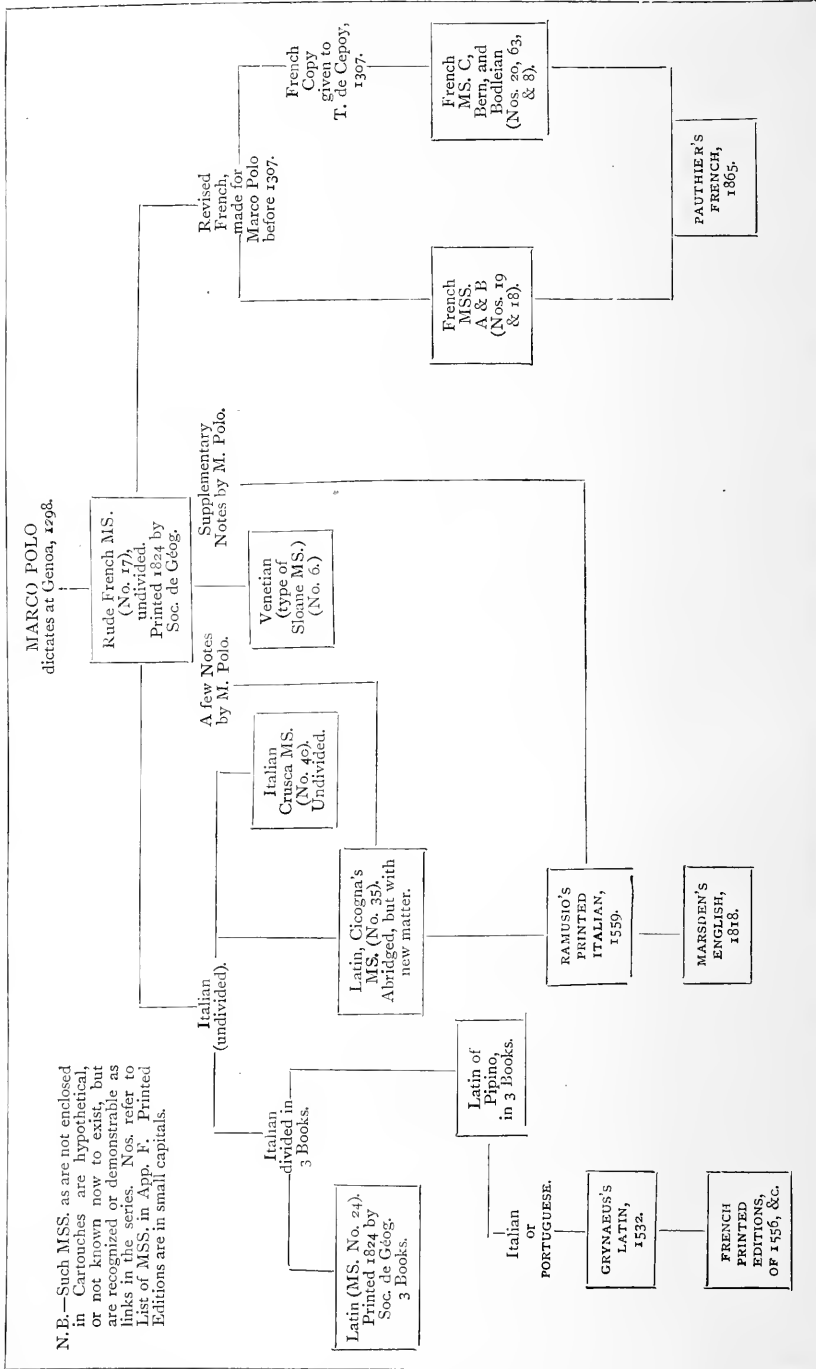 MARCO POLO
dictates at Genoa, 1298.
N.B.—Such MSS. as are not enclosed
in Cartouches are hypothetical,
or not known now to exist, but
are recognized or demonstrable as
links in the series. Nos. refer to
List of MSS. in App. F. Printed
Editions are in small capitals.
Rude French MS.
(No. 17),
undivided.
Printed 1824 by
Soc. de Géog.
Italian
(undivided).
A few Notes
by M. Polo.
Supplementary
Notes by M. Polo.
Revised
French,
made for
Marco Polo
before 1307.
Italian
divided in
3 Books.
Italian
Crusca MS.
(No. 40).
Undivided.
Venetian
(type of
Sloane MS.)
(No. 6.)
French
Copy
given to
T. de Cepoy,
1307.
Latin (MS. No. 24).
Printed 1824 by
Soc. de Géog.
3 Books.
Latin of
Pipino,
in 3 Books.
Latin, Cicogna's
MS. (No. 35).
Abridged, but with
new matter.
French
MSS.
A & B
(Nos. 19
& 18).
French
MS. C,
Bern, and
Bodleian
(Nos. 20, 63,
& 8).
Italian
or
PORTUGUESE.
GRYNAEUS'S
LATIN,
1532.
FRENCH
PRINTED
EDITIONS,
OF 1556, &c.
RAMUSIO'S
PRINTED
ITALIAN,
1559.
MARSDEN'S
ENGLISH,
1818.
PAUTHIER'S
FRENCH,
1865.